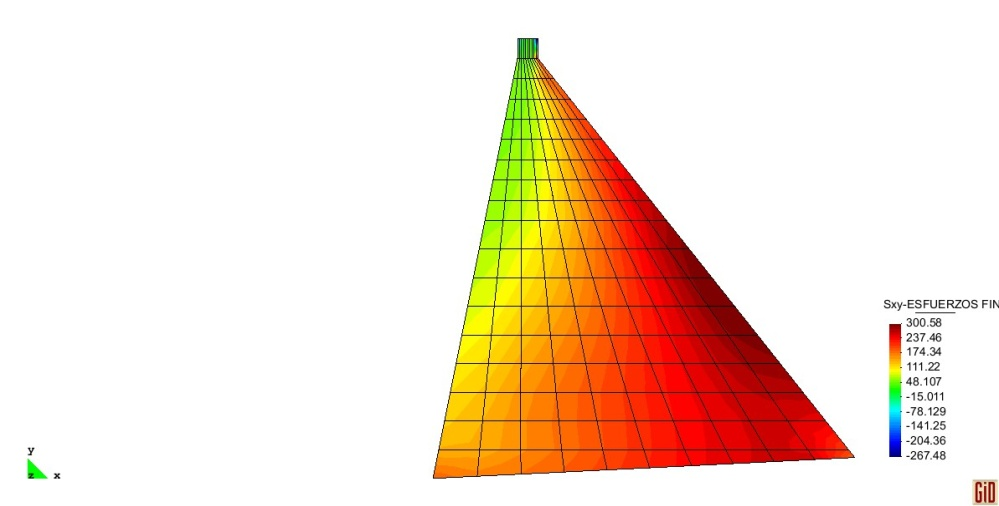 Sxy-ESFUERZOS FIN
300.58
237.46
174.34
111.22
48.107
-15.011
-78.129
-141.25
-204.36
-267.48
y
z x
GiD